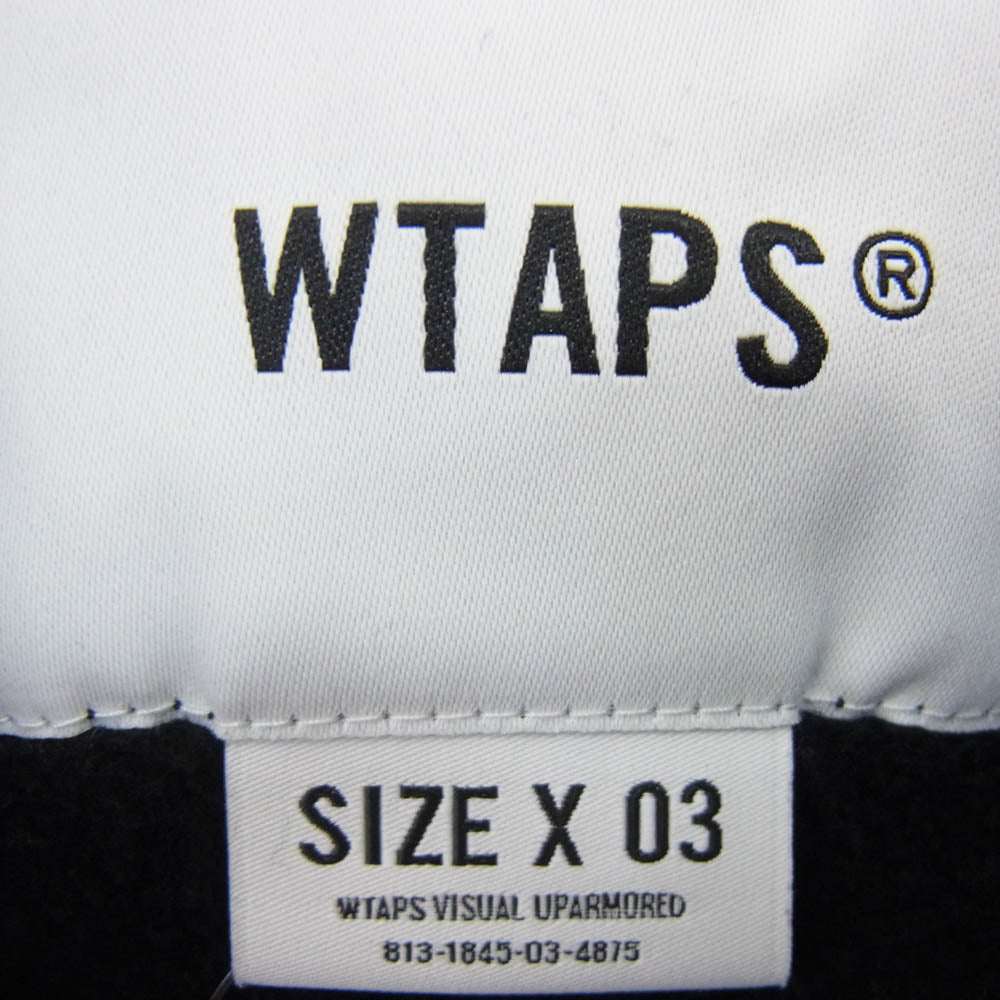 WTAPS®
SIZE X 03
WTAPS VISUAL UPARMORED
813-1845-03-4875